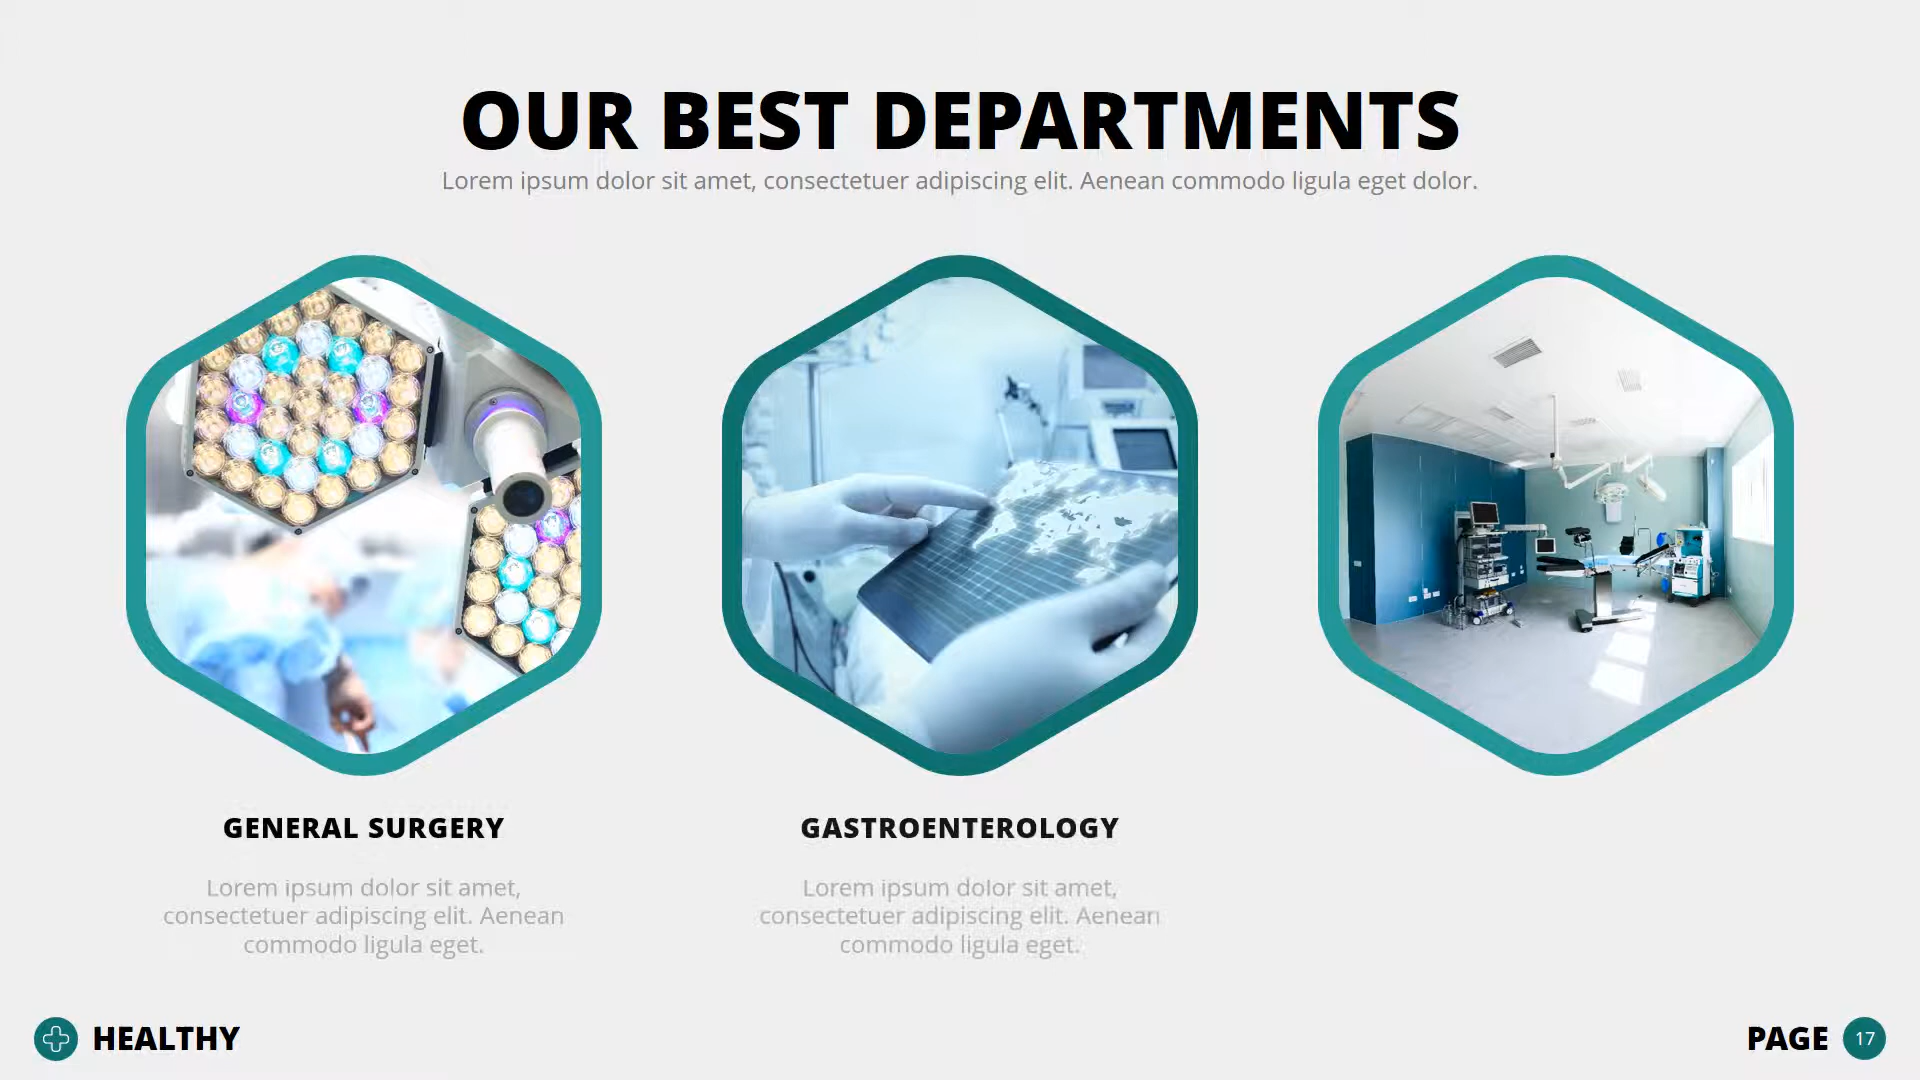 OUR BEST DEPARTMENTS
Lorem ipsum dolor sit amet, consectetuer adipiscing elit. Aenean commodo ligula eget dolor.
GENERAL SURGERY
Lorem ipsum dolor sit amet,
consectetuer adipiscing elit. Aenean
commodo ligula eget.
GASTROENTEROLOGY
Lorem ipsum dolor sit amet,
consectetuer adipiscing elit. Aenean
commodo ligula eget.
HEALTHY
PAGE 17